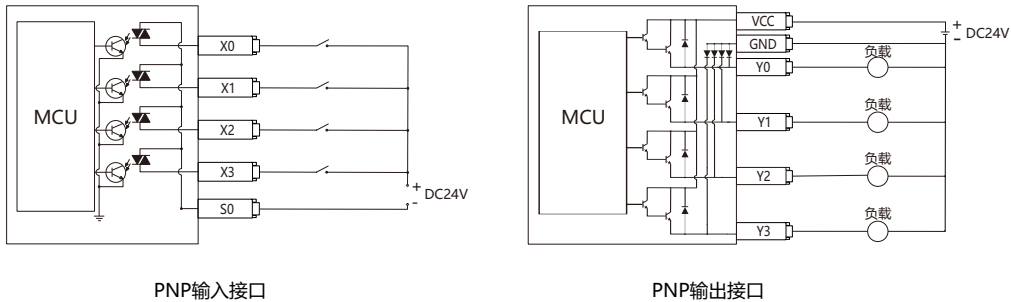 MCU
X0
X1
X2
X3
S0
+
-
DC24V
PNP输入接口
MCU
VCC
GND
Y0
Y1
Y2
Y3
+
-
DC24V
负载
负载
负载
负载
PNP输出接口